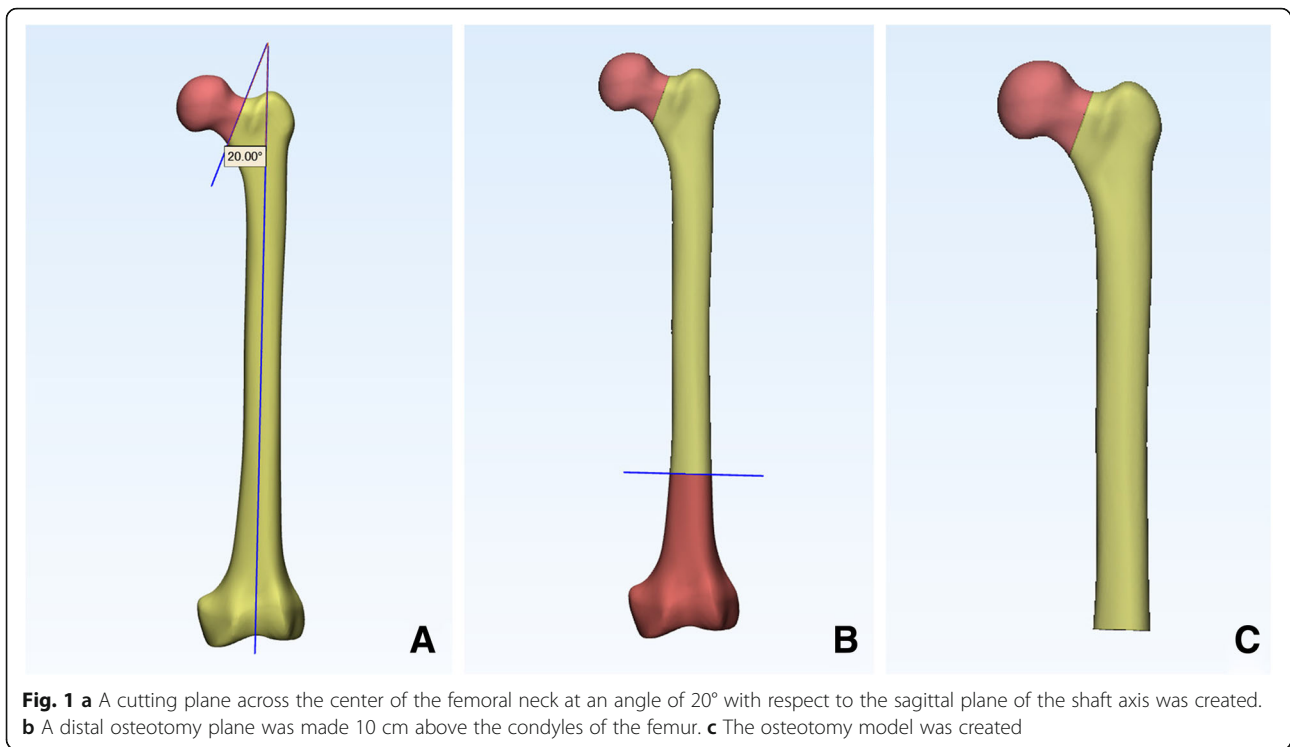 20.00°
A
B
C
Fig. 1 a A cutting plane across the center of the femoral neck at an angle of 20° with respect to the sagittal plane of the shaft axis was created.
b A distal osteotomy plane was made 10 cm above the condyles of the femur. c The osteotomy model was created